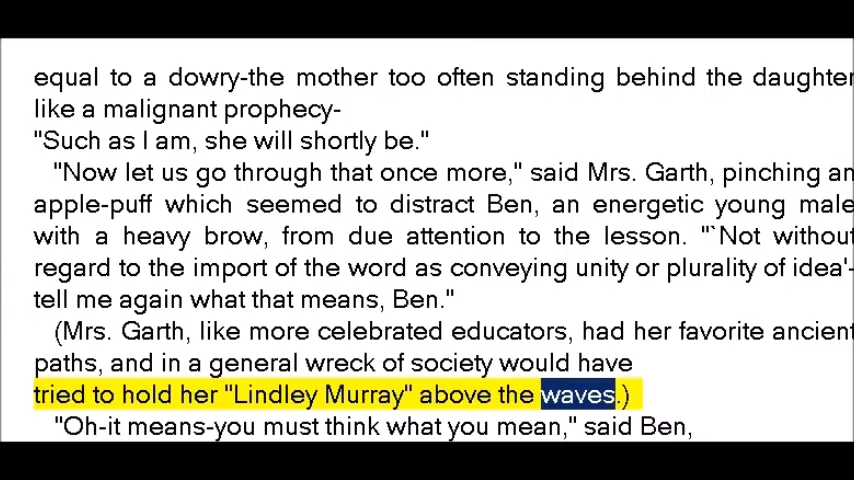 equal to a dowry-the mother too often standing behind the daughter
like a malignant prophecy-
"Such as I am, she will shortly be."
"Now let us go through that once more," said Mrs. Garth, pinching an
apple-puff which seemed to distract Ben, an energetic young male
with a heavy brow, from due attention to the lesson. "`Not without
regard to the import of the word as conveying unity or plurality of idea'-
tell me again what that means, Ben."
(Mrs. Garth, like more celebrated educators, had her favorite ancient
paths, and in a general wreck of society would have
tried to hold her "Lindley Murray" above the waves.)
"Oh-it means-you must think what you mean," said Ben,